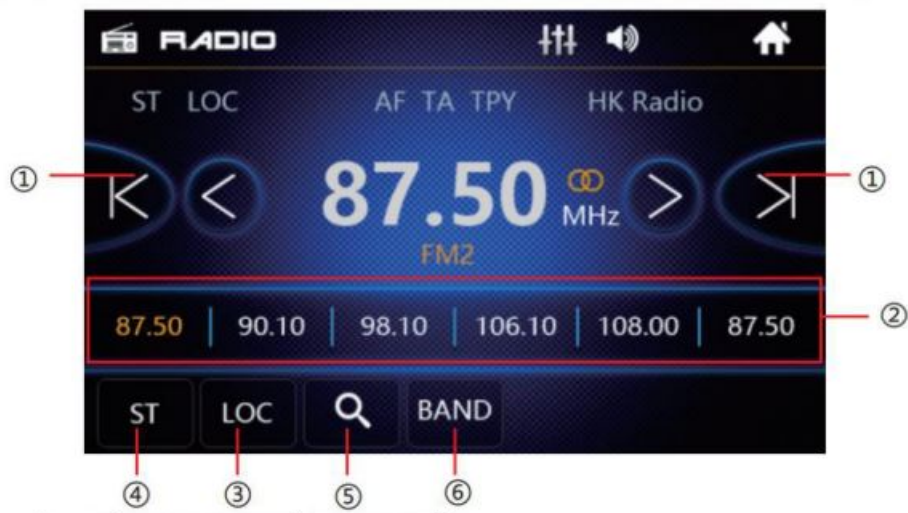 RADIO
ST LOC AF TA TPY HK Radio
① ①
87.50 MHz
FM2
87.50 90.10 98.10 106.10 108.00 87.50 ②
ST LOC BAND
④ ③ ⑤ ⑥